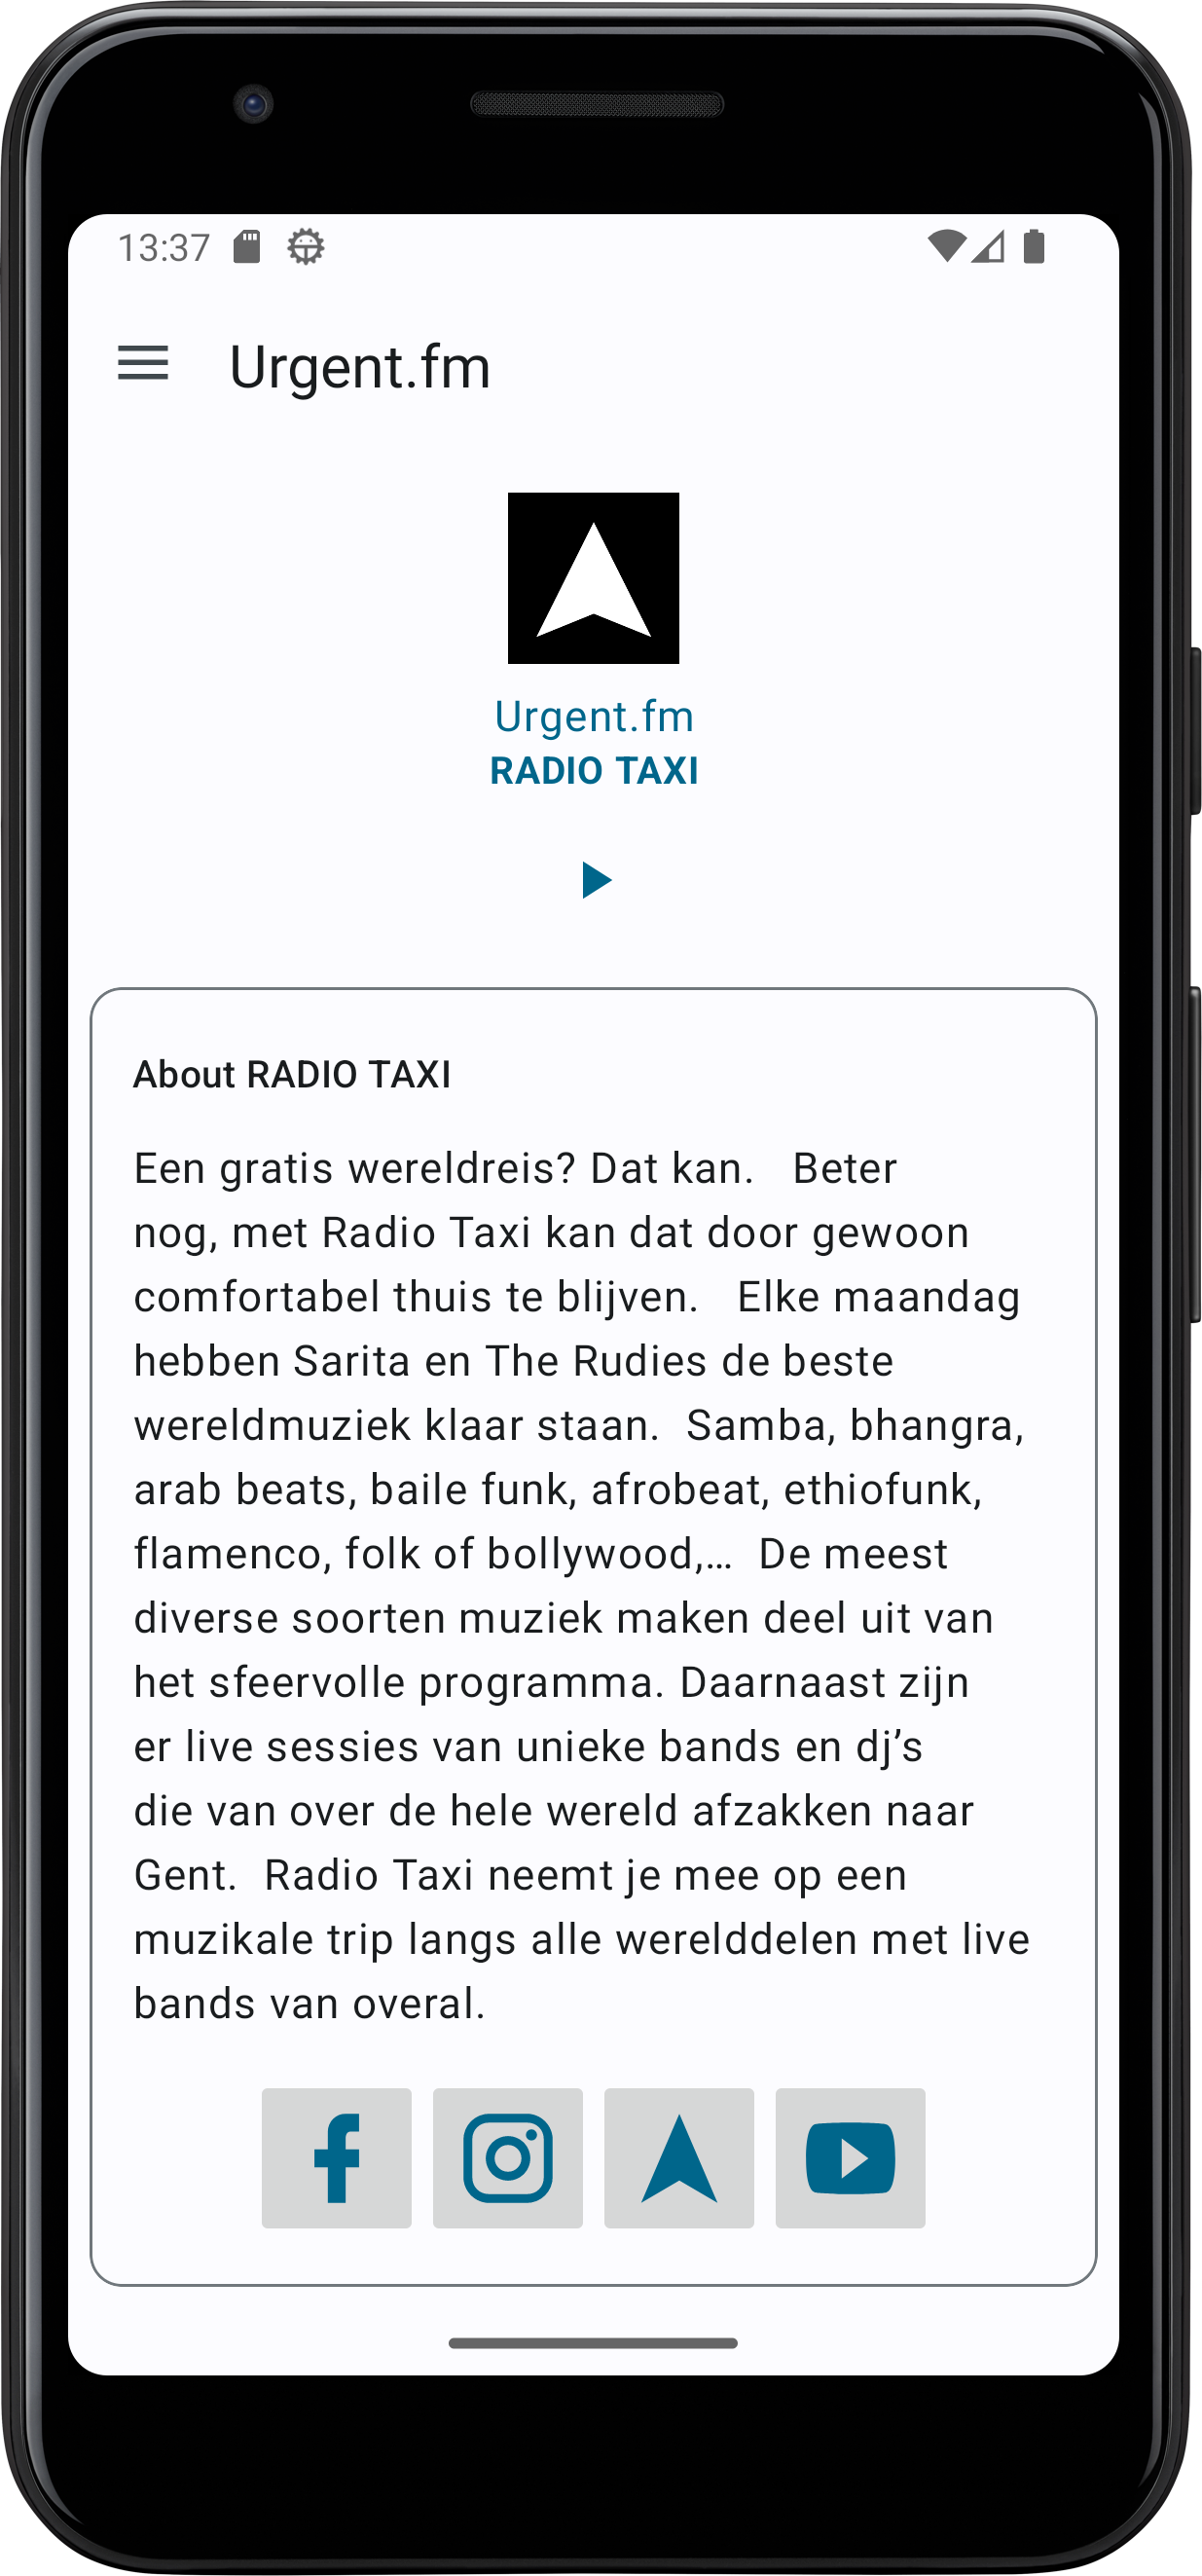 13:37
Urgent.fm
Urgent.fm
RADIO TAXI
About RADIO TAXI
Een gratis wereldreis? Dat kan.   Beter
nog, met Radio Taxi kan dat door gewoon
comfortabel thuis te blijven.   Elke maandag
hebben Sarita en The Rudies de beste
wereldmuziek klaar staan.  Samba, bhangra,
arab beats, baile funk, afrobeat, ethiofunk,
flamenco, folk of bollywood,…  De meest
diverse soorten muziek maken deel uit van
het sfeervolle programma. Daarnaast zijn
er live sessies van unieke bands en dj’s
die van over de hele wereld afzakken naar
Gent.  Radio Taxi neemt je mee op een
muzikale trip langs alle werelddelen met live
bands van overal.